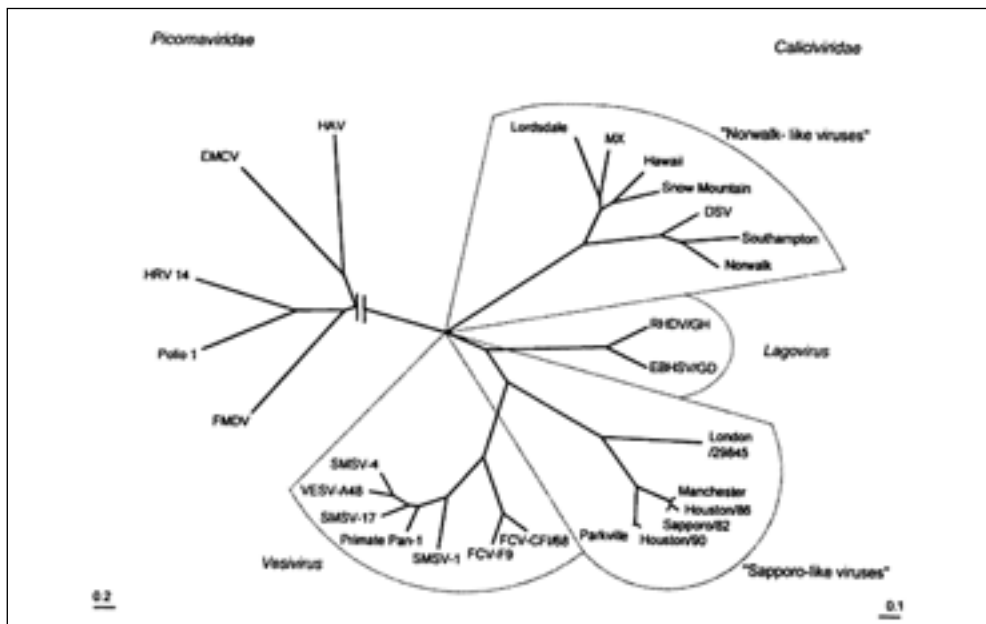 Picornaviridae
Caliciviridae
"Norwalk- like viruses"
Lordsdale
MX
HAV
Hawaii
EMCV
Snow Mountain
DSV
Southampton
Norwalk
HRV 14
RHDV/GH
Lagovirus
Polio 1
EBHSV/GD
FMDV
London
/29845
SMSV-4
VESV-A48
Manchester
Houston/86
SMSV-17
Sapporo/82
Primate Pan-1
Parkville
Houston/90
SMSV-1
FCV-F9
FCV-CFI/68
Vesivirus
"Sapporo-like viruses"
0.2
0.1